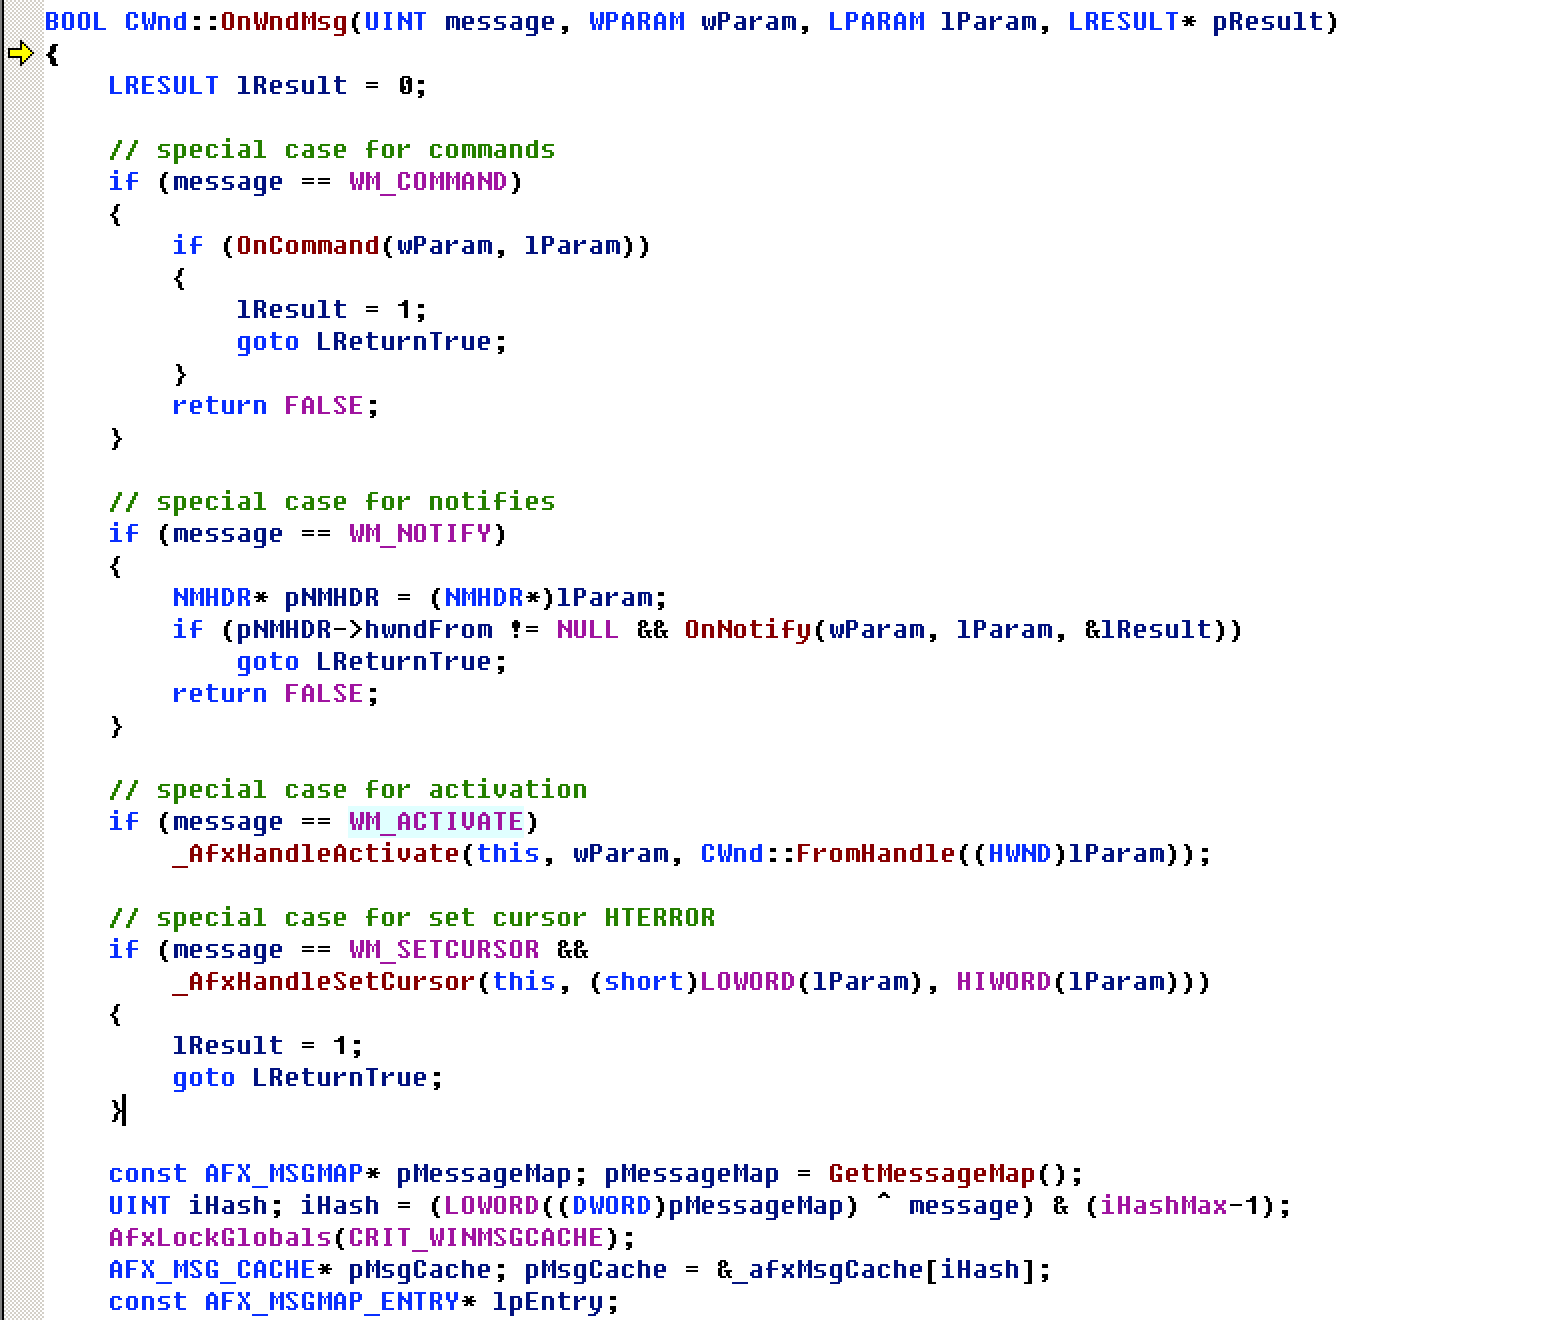 BOOL CWnd::OnWndMsg(UINT message, WPARAM wParam, LPARAM lParam, LRESULT* pResult)
{
    LRESULT lResult = 0;

    // special case for commands
    if (message == WM_COMMAND)
    {
        if (OnCommand(wParam, lParam))
        {
            lResult = 1;
            goto LReturnTrue;
        }
        return FALSE;
    }

    // special case for notifies
    if (message == WM_NOTIFY)
    {
        NMHDR* pNMHDR = (NMHDR*)lParam;
        if (pNMHDR->hwndFrom != NULL && OnNotify(wParam, lParam, &lResult))
            goto LReturnTrue;
        return FALSE;
    }

    // special case for activation
    if (message == WM_ACTIVATE)
        _AfxHandleActivate(this, wParam, CWnd::FromHandle((HWND)lParam));

    // special case for set cursor HTERROR
    if (message == WM_SETCURSOR &&
        _AfxHandleSetCursor(this, (short)LOWORD(lParam), HIWORD(lParam)))
    {
        lResult = 1;
        goto LReturnTrue;
    }

    const AFX_MSGMAP* pMessageMap; pMessageMap = GetMessageMap();
    UINT iHash; iHash = (LOWORD((DWORD)pMessageMap) ^ message) & (iHashMax-1);
    AfxLockGlobals(CRIT_WINMSGCACHE);
    AFX_MSG_CACHE* pMsgCache; pMsgCache = &_afxMsgCache[iHash];
    const AFX_MSGMAP_ENTRY* lpEntry;